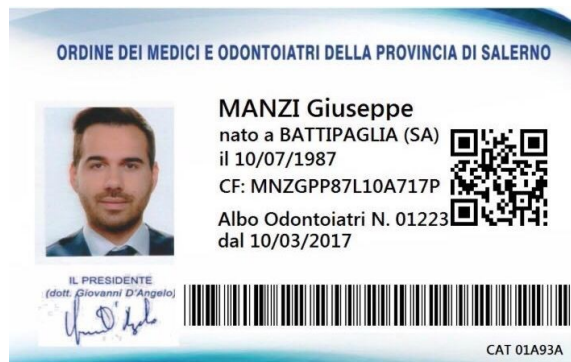 ORDINE DEI MEDICI E ODONTOIATRI DELLA PROVINCIA DI SALERNO
MANZI Giuseppe
nato a BATTIPAGLIA (SA)
il 10/07/1987
CF: MNZGPP87L10A717P
Albo Odontoiatri N. 01223
dal 10/03/2017
IL PRESIDENTE
(dott. Giovanni D'Angelo)
CAT 01A93A